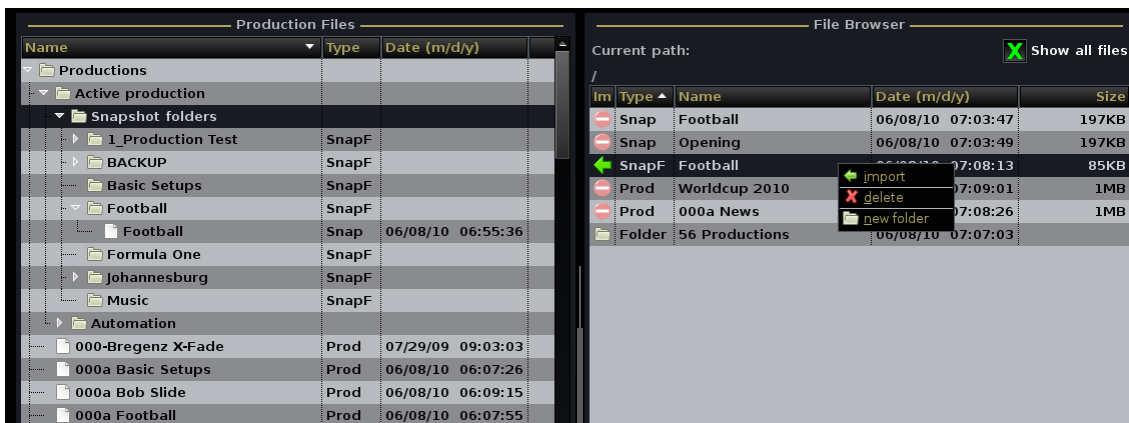 Production Files
Name Type Date (m/d/y)
Productions
Active production
Snapshot folders
1_Production Test SnapF
BACKUP SnapF
Basic Setups SnapF
Football SnapF
Football Snap 06/08/10 06:55:36
Formula One SnapF
Johannesburg SnapF
Music SnapF
Automation
000-Bregenz X-Fade Prod 07/29/09 09:03:03
000a Basic Setups Prod 06/08/10 06:07:26
000a Bob Slide Prod 06/08/10 06:09:15
000a Football Prod 06/08/10 06:07:55
File Browser
Current path: X Show all files
/
Im Type Name Date (m/d/y) Size
Snap Football 06/08/10 07:03:47 197KB
Snap Opening 06/08/10 07:03:49 197KB
SnapF Football 06/08/10 07:08:13 85KB
Prod Worldcup 2010 07:09:01 1MB
Prod 000a News 07:08:26 1MB
Folder 56 Productions 06/08/10 07:07:03
import
delete
new folder